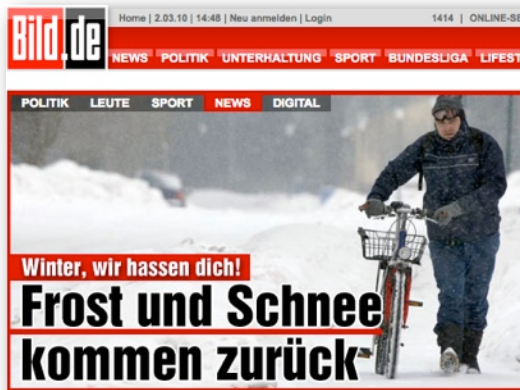 Bild.de
Home | 2.03.10 | 14:48 | Neu anmelden | Login
1414 | ONLINE-SE
NEWS POLITIK UNTERHALTUNG SPORT BUNDESLIGA LIFEST
POLITIK LEUTE SPORT NEWS DIGITAL
Winter, wir hassen dich!
Frost und Schnee
kommen zurück